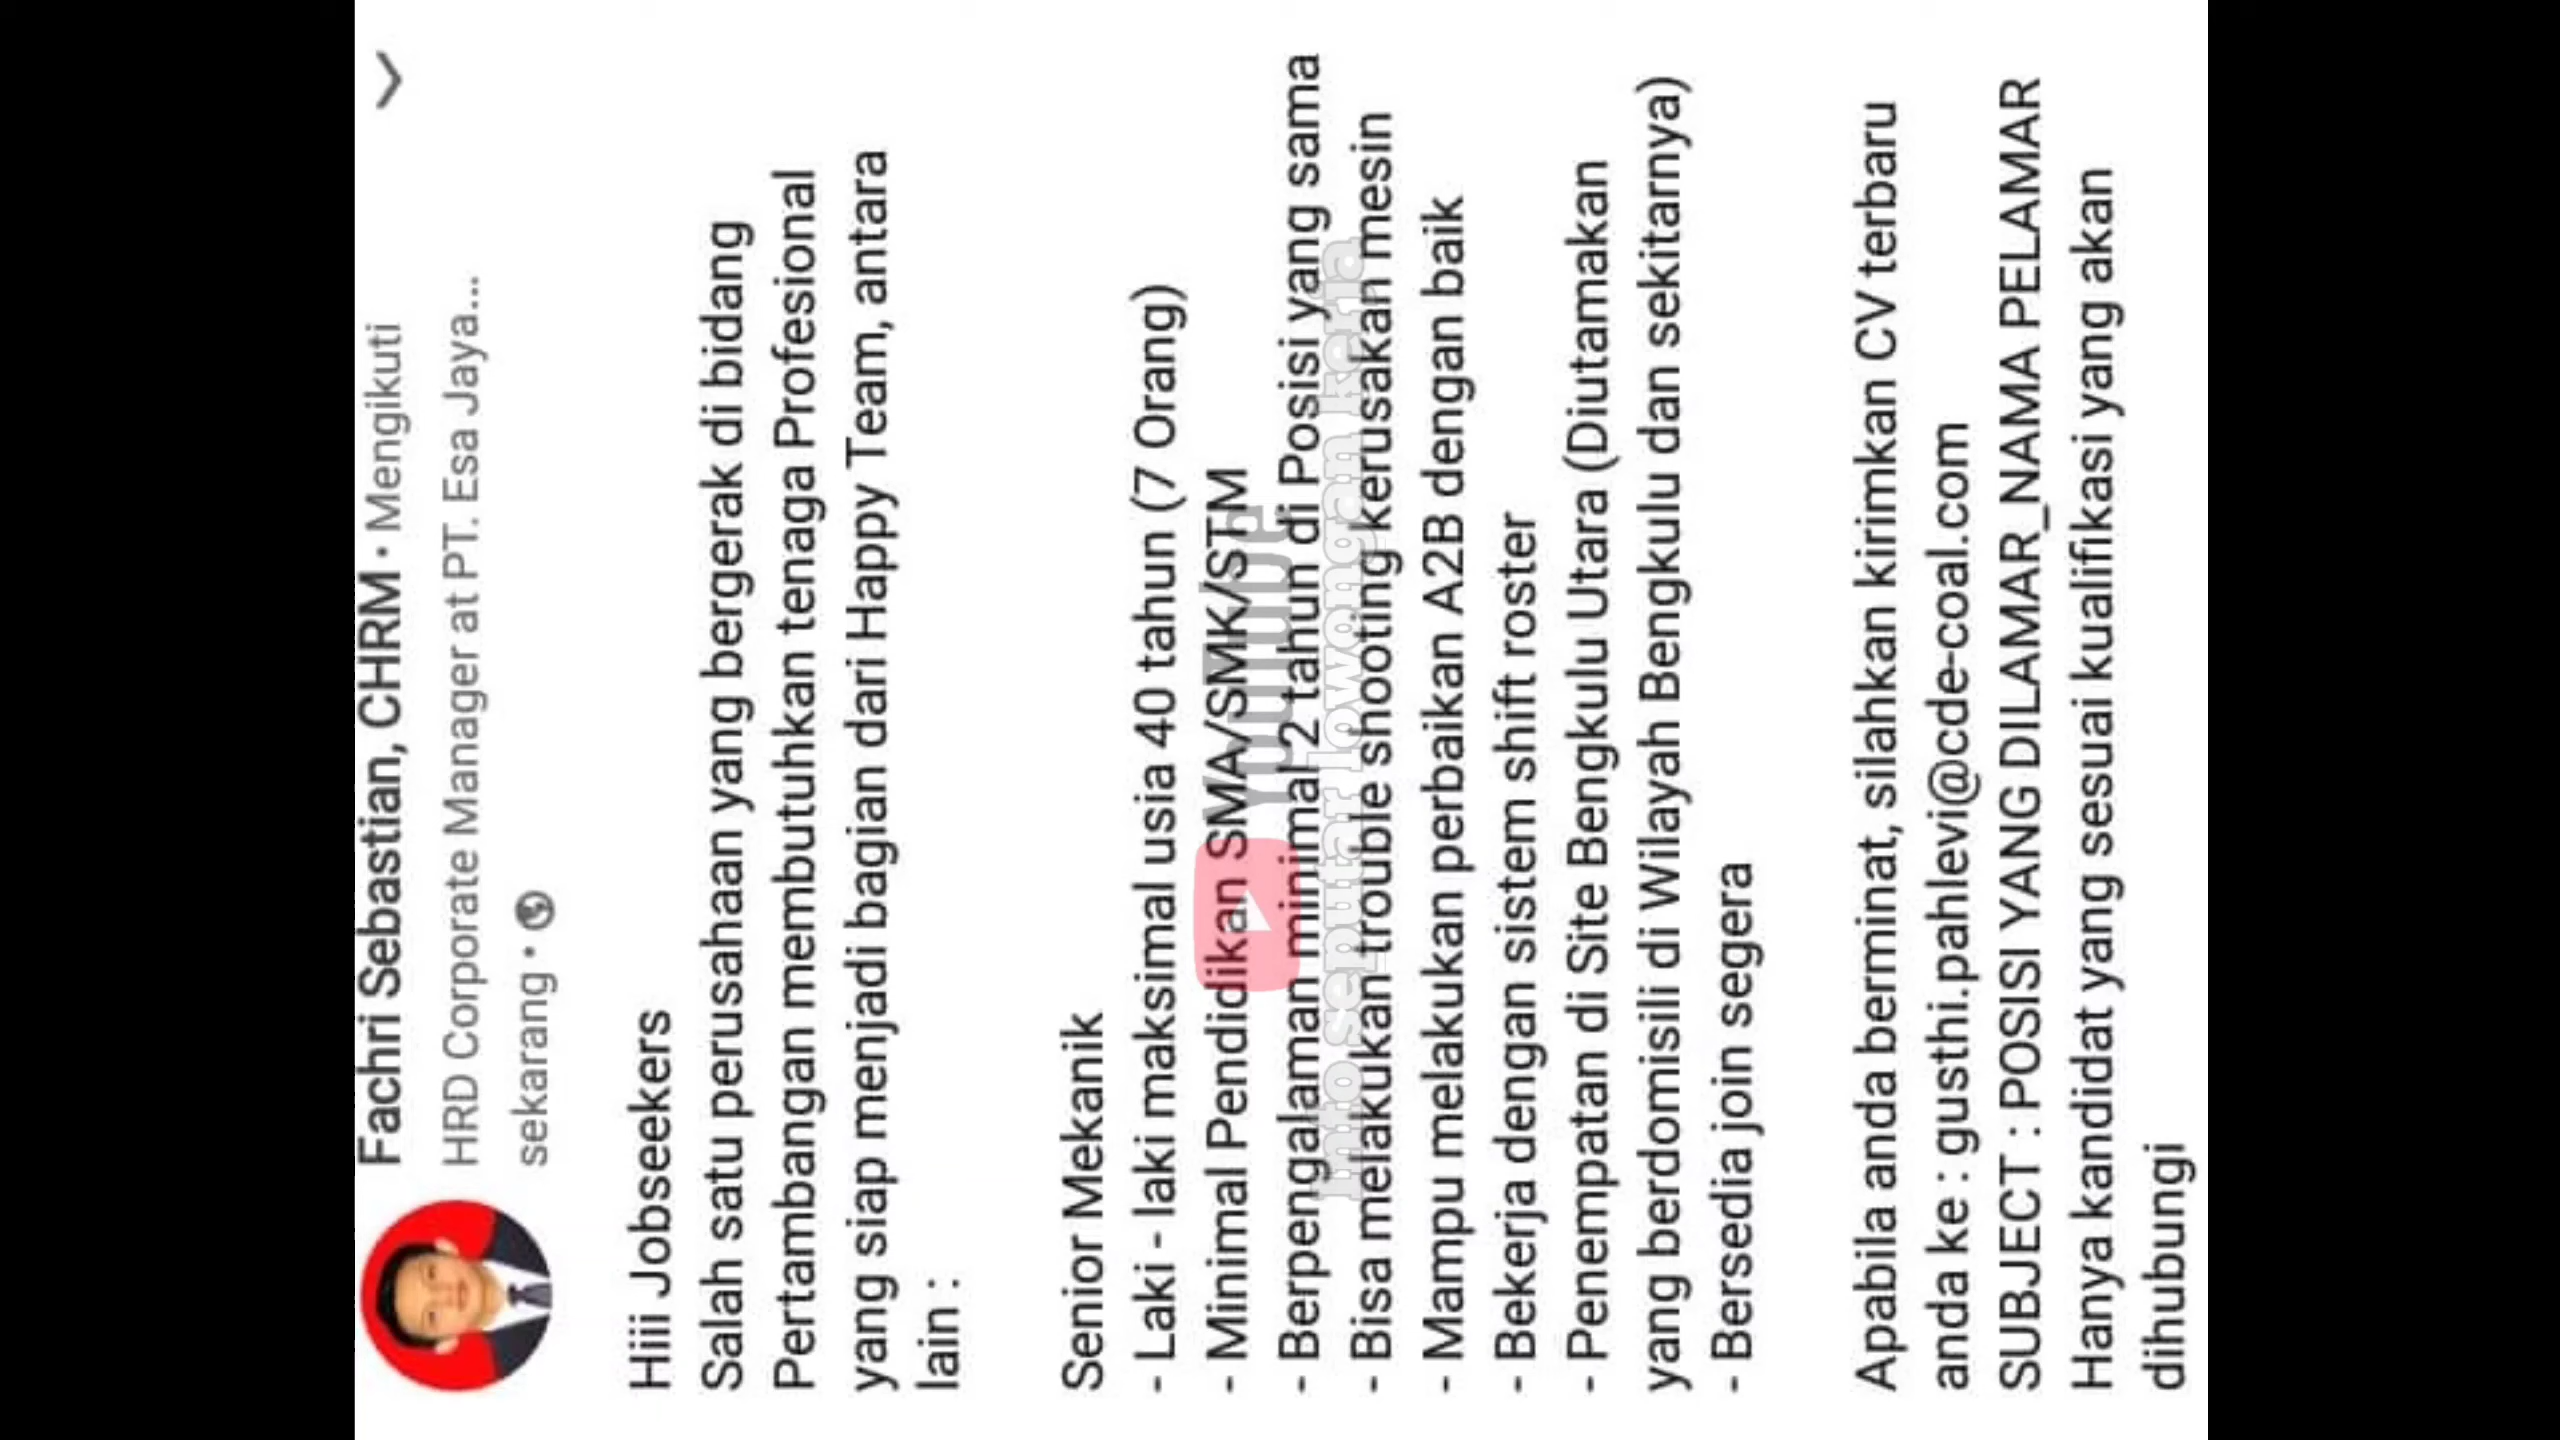 Fachri Sebastian, CHRM • Mengikuti
HRD Corporate Manager at PT. Esa Jaya...
sekarang •
Hiii Jobseekers
Salah satu perusahaan yang bergerak di bidang
Pertambangan membutuhkan tenaga Profesional
yang siap menjadi bagian dari Happy Team, antara
lain :
Senior Mekanik
- Laki - laki maksimal usia 40 tahun (7 Orang)
- Minimal Pendidikan SMA/SMK/STM
- Berpengalaman minimal 2 tahun di Posisi yang sama
- Bisa melakukan trouble shooting kerusakan mesin
- Mampu melakukan perbaikan A2B dengan baik
- Bekerja dengan sistem shift roster
- Penempatan di Site Bengkulu Utara (Diutamakan
yang berdomisili di Wilayah Bengkulu dan sekitarnya)
- Bersedia join segera
Apabila anda berminat, silahkan kirimkan CV terbaru
anda ke : gusthi.pahlevi@cde-coal.com
SUBJECT : POSISI YANG DILAMAR_NAMA PELAMAR
Hanya kandidat yang sesuai kualifikasi yang akan
dihubungi
YouTube
info seputar lowongan kerja